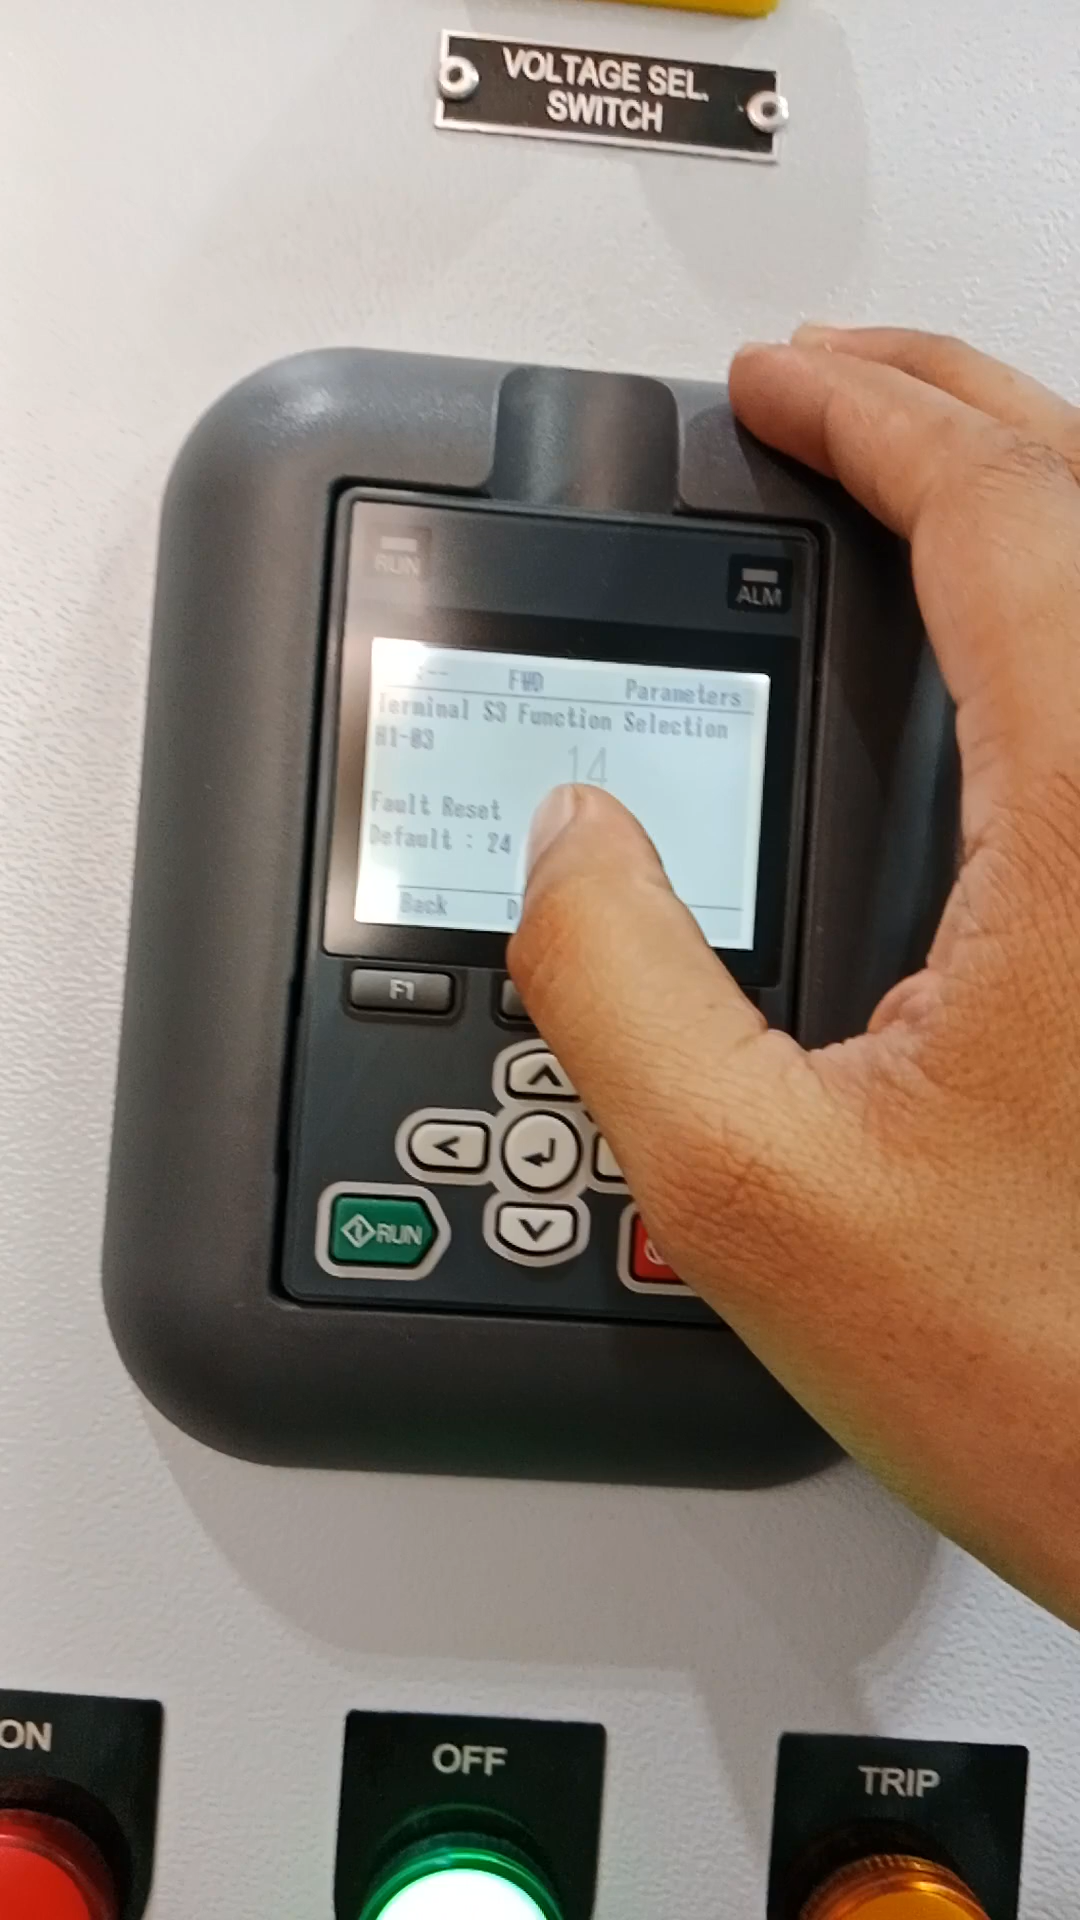 VOLTAGE SEL.
SWITCH
RUN
ALM
FWD
Parameters
Terminal S3 Function Selection
H1-03
14
Fault Reset
Default : 24
Back
F1
RUN
ON
OFF
TRIP